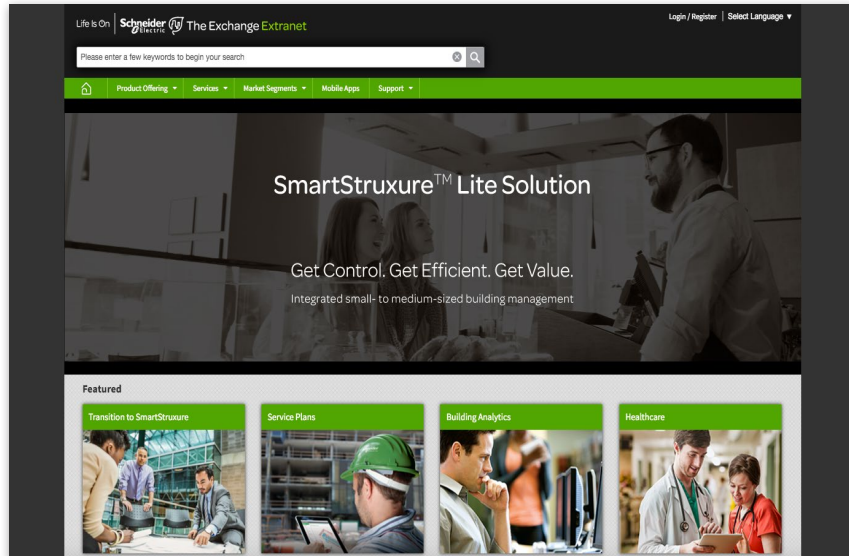 Life Is On Schneider Electric The Exchange Extranet
Login / Register Select Language ▼
Please enter a few keywords to begin your search
Product Offering ▼ Services ▼ Market Segments ▼ Mobile Apps Support ▼
SmartStruxure™ Lite Solution
Get Control. Get Efficient. Get Value.
Integrated small- to medium-sized building management
Featured
Transition to SmartStruxure
Service Plans
Building Analytics
Healthcare